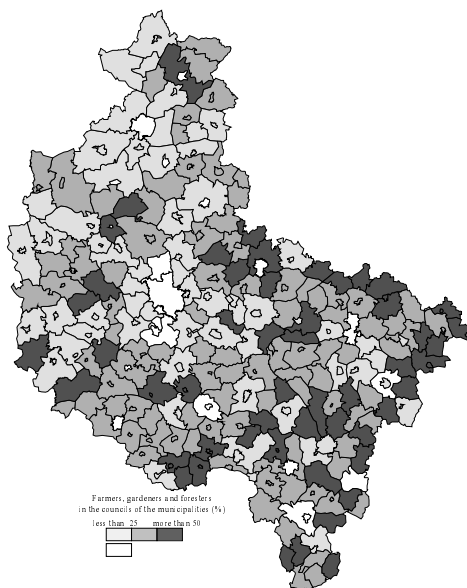 Farmers, gardeners and foresters
in the councils of the municipalities (%)
less than 25 more than 50